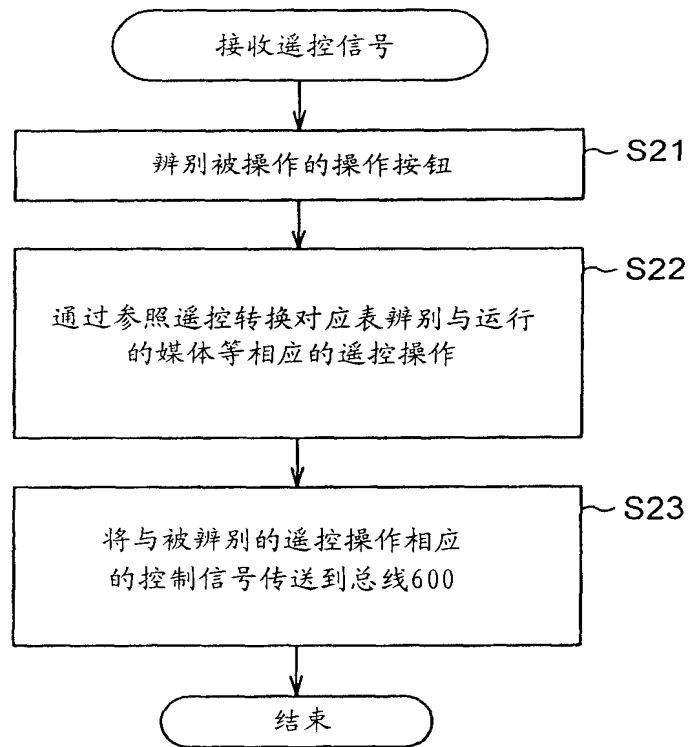 接收遥控信号
辨别被操作的操作按钮
S21
通过参照遥控转换对应表辨别与运行
的媒体等相应的遥控操作
S22
将与被辨别的遥控操作相应
的控制信号传送到总线600
S23
结束